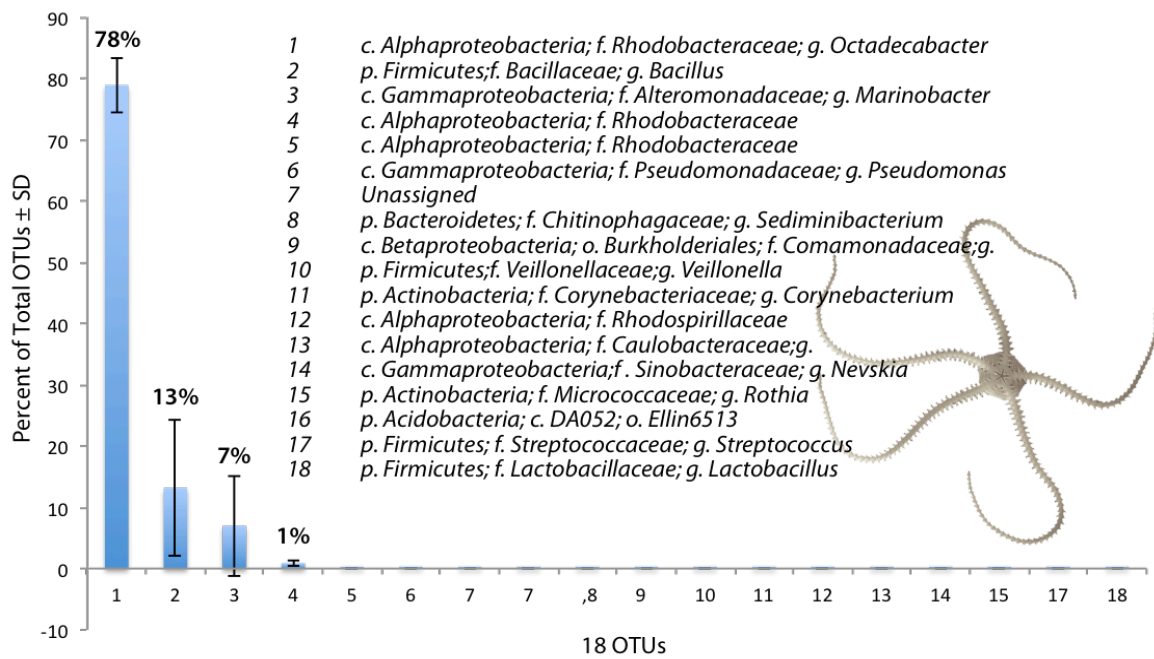 90
80
70
60
50
40
30
20
10
0
-10
Percent of Total OTUs ± SD
78%
13%
7%
1%
1 c. Alphaproteobacteria; f. Rhodobacteraceae; g. Octadecabacter
2 p. Firmicutes;f. Bacillaceae; g. Bacillus
3 c. Gammaproteobacteria; f. Alteromonadaceae; g. Marinobacter
4 c. Alphaproteobacteria; f. Rhodobacteraceae
5 c. Alphaproteobacteria; f. Rhodobacteraceae
6 c. Gammaproteobacteria; f. Pseudomonadaceae; g. Pseudomonas
7 Unassigned
8 p. Bacteroidetes; f. Chitinophagaceae; g. Sediminibacterium
9 c. Betaproteobacteria; o. Burkholderiales; f. Comamonadaceae;g.
10 p. Firmicutes;f. Veillonellaceae;g. Veillonella
11 p. Actinobacteria; f. Corynebacteriaceae; g. Corynebacterium
12 c. Alphaproteobacteria; f. Rhodospirillaceae
13 c. Alphaproteobacteria; f. Caulobacteraceae;g.
14 c. Gammaproteobacteria;f . Sinobacteraceae; g. Nevskia
15 p. Actinobacteria; f. Micrococcaceae; g. Rothia
16 p. Acidobacteria; c. DA052; o. Ellin6513
17 p. Firmicutes; f. Streptococcaceae; g. Streptococcus
18 p. Firmicutes; f. Lactobacillaceae; g. Lactobacillus
1 2 3 4 5 6 7 7 ,8 9 10 11 12 13 14 15 17 18
18 OTUs